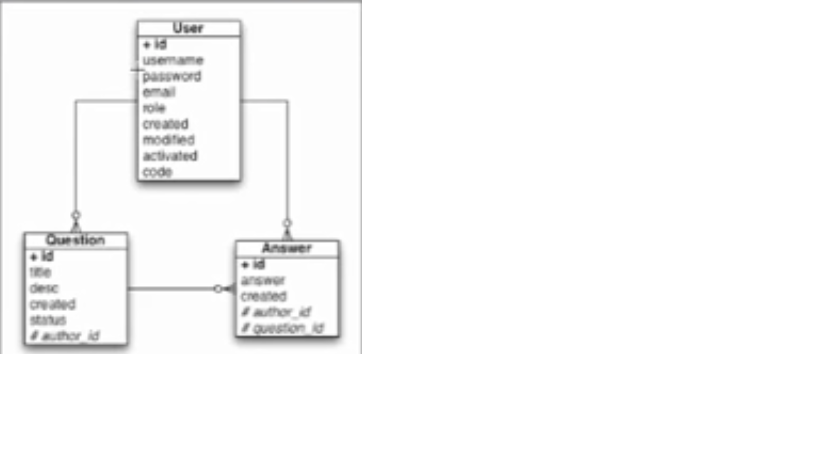 User
+ id
username
password
email
role
created
modified
activated
code
Question
+ id
title
desc
created
status
# author_id
Answer
+ id
answer
created
# author_id
# question_id